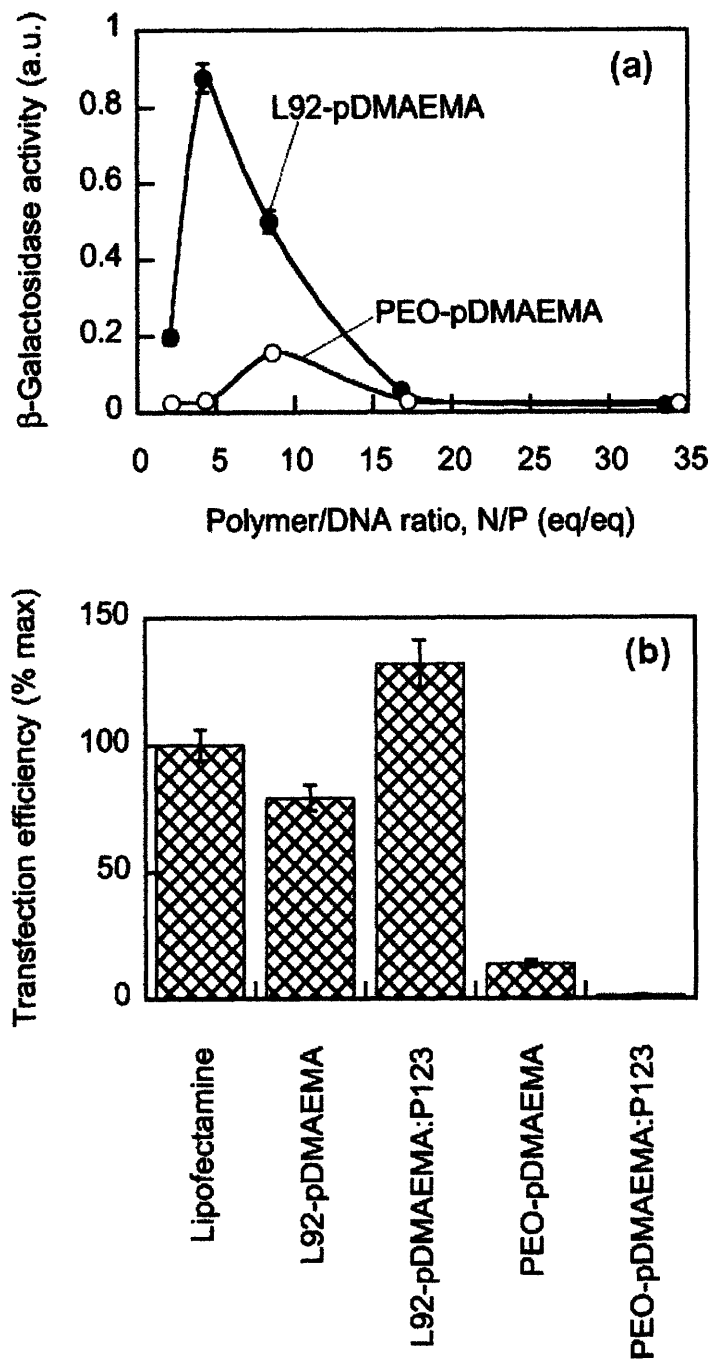 β-Galactosidase activity (a.u.)
1
0.8
0.6
0.4
0.2
0
(a)
L92-pDMAEMA
PEO-pDMAEMA
0 5 10 15 20 25 30 35
Polymer/DNA ratio, N/P (eq/eq)
Transfection efficiency (% max)
150
100
50
0
(b)
Lipofectamine
L92-pDMAEMA
L92-pDMAEMA:P123
PEO-pDMAEMA
PEO-pDMAEMA:P123